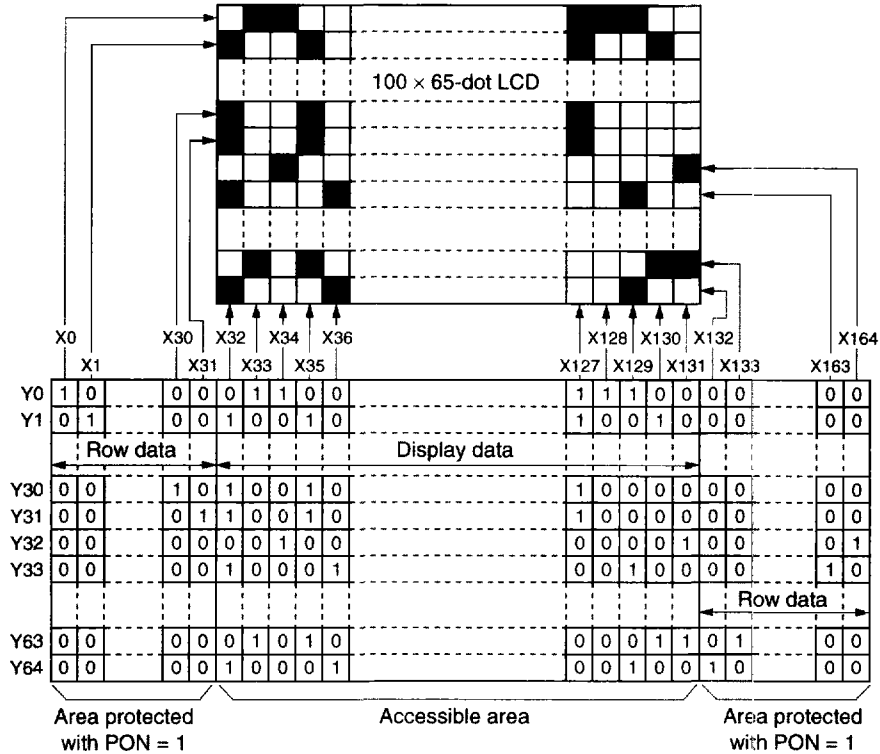 100 × 65-dot LCD
X0 X30 X32 X34 X36 X128 X130 X132 X164
X1 X31 X33 X35 X127 X129 X131 X133 X163
Y0 1 0 0 0 0 1 1 0 0 1 1 1 0 0 0 0 0 0
Y1 0 1 0 0 1 0 0 1 0 1 0 0 1 0 0 0 0 0
Row data Display data
Y30 0 0 1 0 1 0 0 1 0 1 0 0 0 0 0 0 0 0
Y31 0 0 0 1 1 0 0 1 0 1 0 0 0 0 0 0 0 0
Y32 0 0 0 0 0 0 1 0 0 0 0 0 0 1 0 0 0 1
Y33 0 0 0 0 1 0 0 0 1 0 0 1 0 0 0 0 1 0
Row data
Y63 0 0 0 0 0 1 0 1 0 0 0 0 1 1 0 1 0 0
Y64 0 0 0 0 1 0 0 0 1 0 0 1 0 0 1 0 0 0
Area protected with PON = 1
Accessible area
Area protected with PON = 1